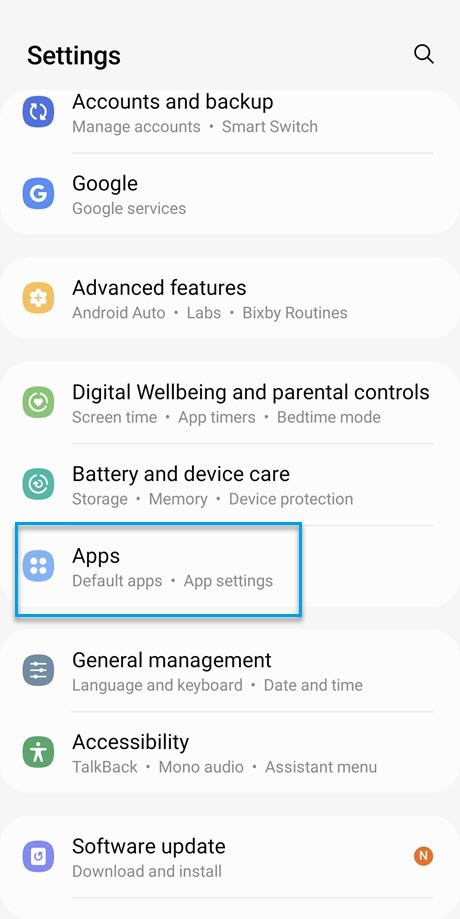 Settings
Accounts and backup
Manage accounts • Smart Switch
Google
Google services
Advanced features
Android Auto • Labs • Bixby Routines
Digital Wellbeing and parental controls
Screen time • App timers • Bedtime mode
Battery and device care
Storage • Memory • Device protection
Apps
Default apps • App settings
General management
Language and keyboard • Date and time
Accessibility
TalkBack • Mono audio • Assistant menu
Software update
N
Download and install